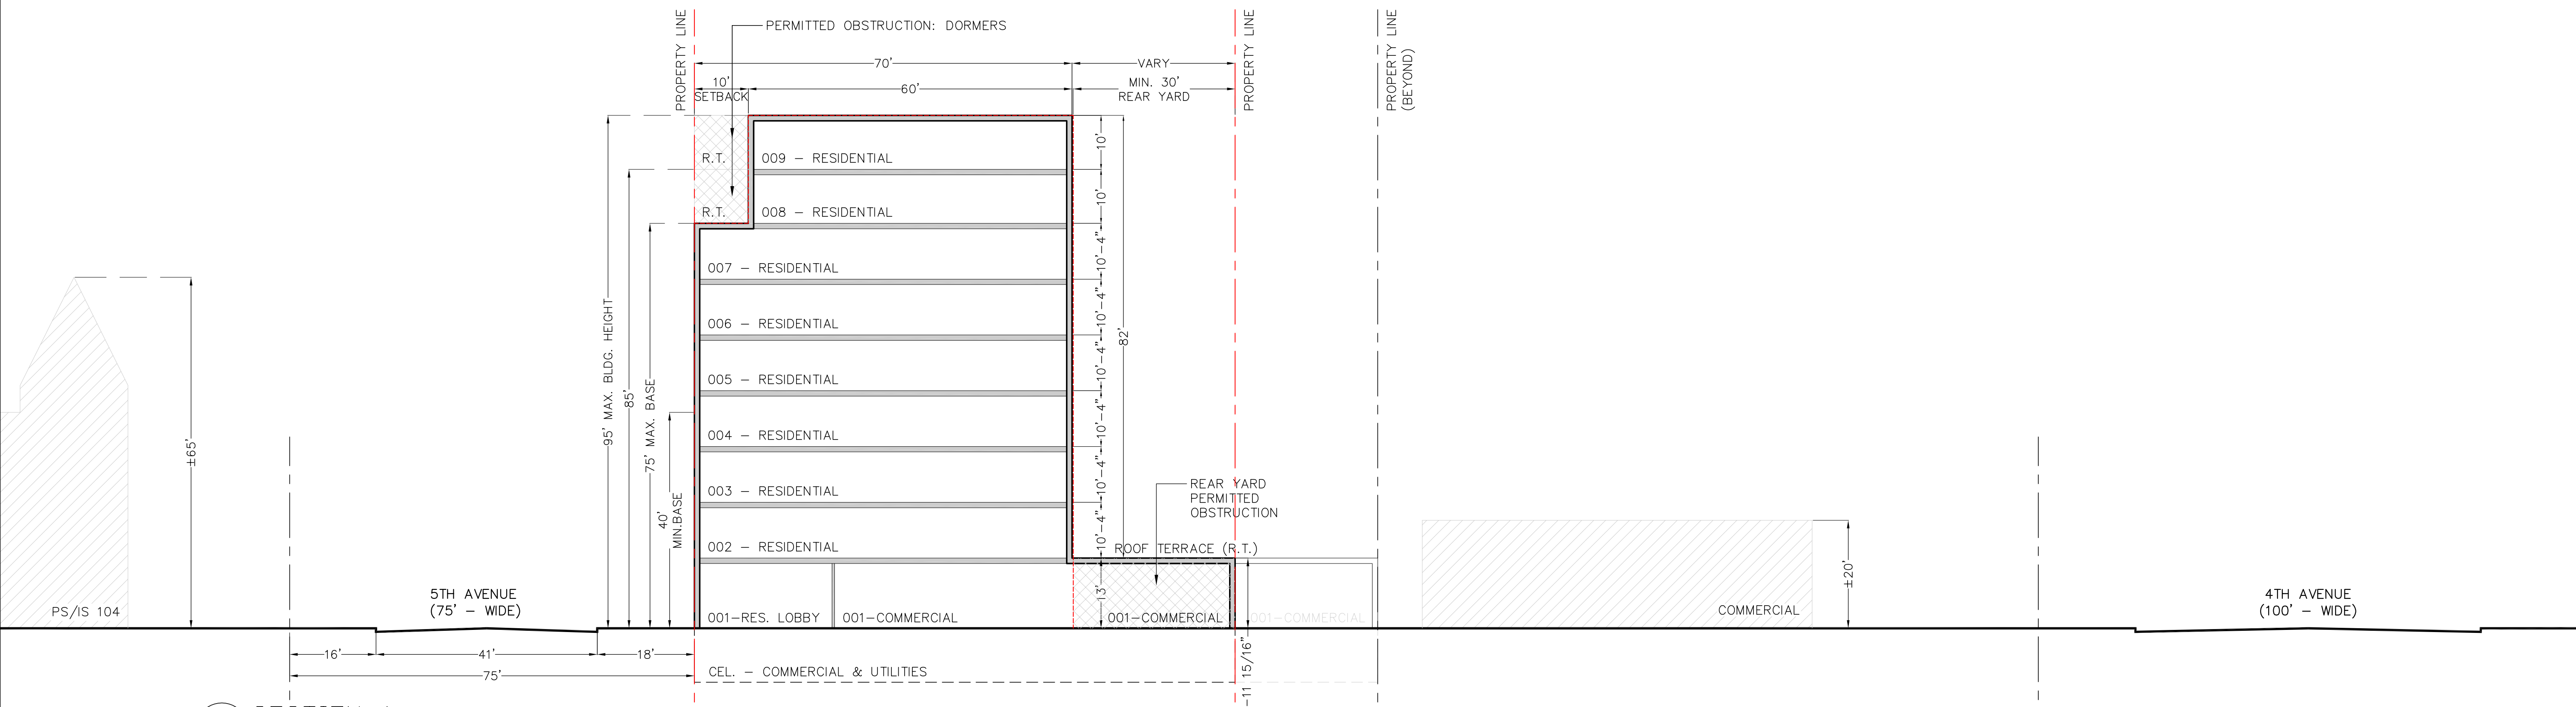 PROPERTY LINE
PERMITTED OBSTRUCTION: DORMERS
PROPERTY LINE
PROPERTY LINE
(BEYOND)
70'
VARY
10'
SETBACK
60'
MIN. 30'
REAR YARD
R.T.
009 – RESIDENTIAL
10'
R.T.
008 – RESIDENTIAL
10'
007 – RESIDENTIAL
10'-4"
006 – RESIDENTIAL
10'-4"
005 – RESIDENTIAL
10'-4"
004 – RESIDENTIAL
10'-4"
003 – RESIDENTIAL
10'-4"
002 – RESIDENTIAL
10'-4"
82'
95' MAX. BLDG. HEIGHT
85'
75' MAX. BASE
40'
MIN.BASE
±65'
REAR YARD
PERMITTED
OBSTRUCTION
ROOF TERRACE (R.T.)
13'
PS/IS 104
5TH AVENUE
(75' – WIDE)
001-RES. LOBBY
001-COMMERCIAL
001-COMMERCIAL
001-COMMERCIAL
COMMERCIAL
±20'
4TH AVENUE
(100' – WIDE)
16'
41'
18'
75'
CEL. – COMMERCIAL & UTILITIES
11 15/16"